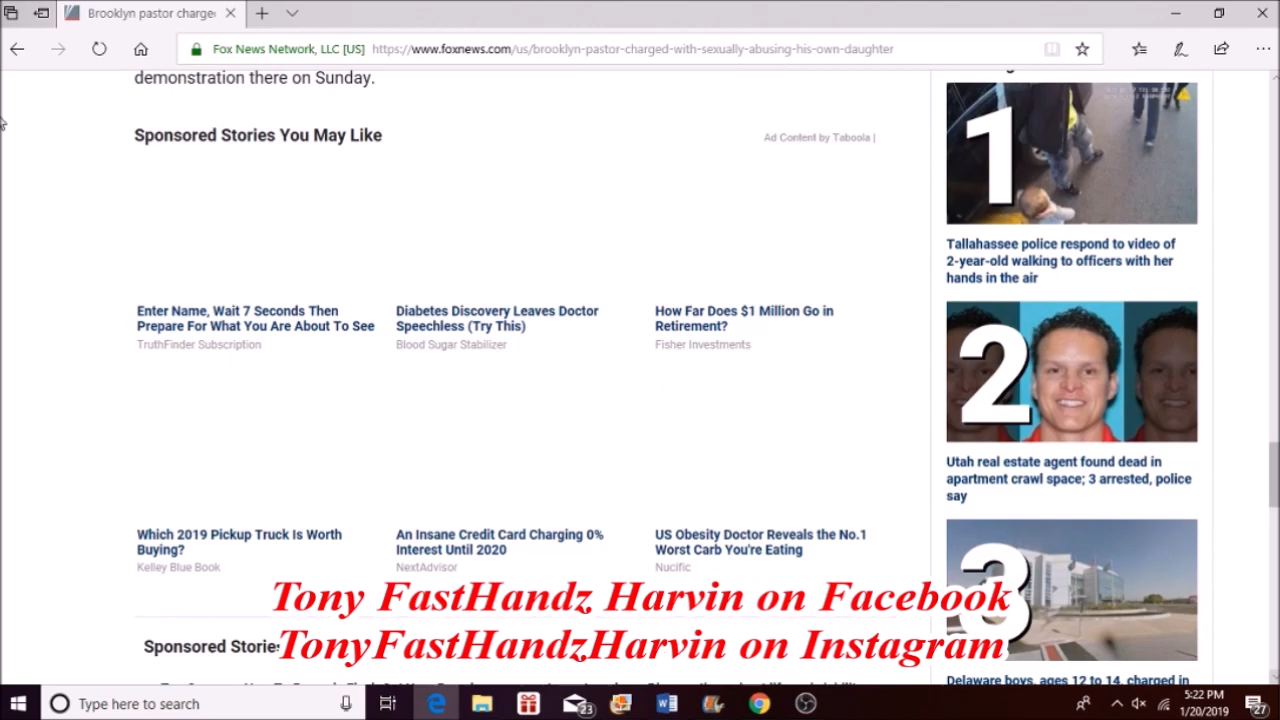 Brooklyn pastor charge
Fox News Network, LLC [US] https://www.foxnews.com/us/brooklyn-pastor-charged-with-sexually-abusing-his-own-daughter
demonstration there on Sunday.
Sponsored Stories You May Like
Ad Content by Taboola |
Enter Name, Wait 7 Seconds Then
Prepare For What You Are About To See
TruthFinder Subscription
Diabetes Discovery Leaves Doctor
Speechless (Try This)
Blood Sugar Stabilizer
How Far Does $1 Million Go in
Retirement?
Fisher Investments
Which 2019 Pickup Truck Is Worth
Buying?
Kelley Blue Book
An Insane Credit Card Charging 0%
Interest Until 2020
NextAdvisor
US Obesity Doctor Reveals the No.1
Worst Carb You're Eating
Nucific
1
Tallahassee police respond to video of
2-year-old walking to officers with her
hands in the air
2
Utah real estate agent found dead in
apartment crawl space; 3 arrested, police
say
3
Delaware boys, ages 12 to 14, charged in
Tony FastHandz Harvin on Facebook
TonyFastHandzHarvin on Instagram
Sponsored Storie
Type here to search
23
5:22 PM
1/20/2019
27